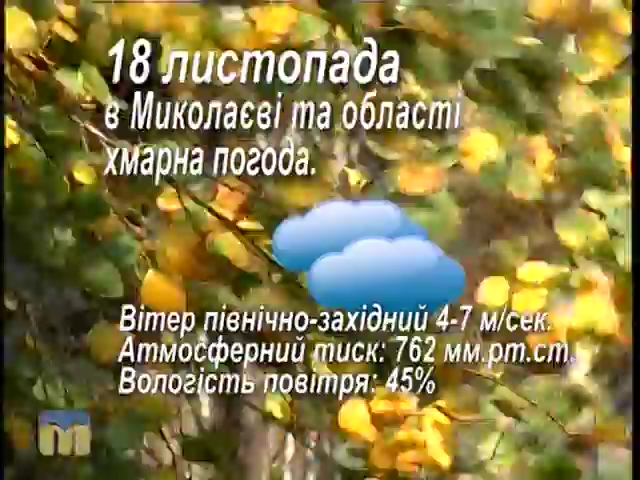 18 листопада
в Миколаєві та області
хмарна погода.
Вітер північно-західний 4-7 м/сек.
Атмосферний тиск: 762 мм.рт.ст.
Вологість повітря: 45%
m